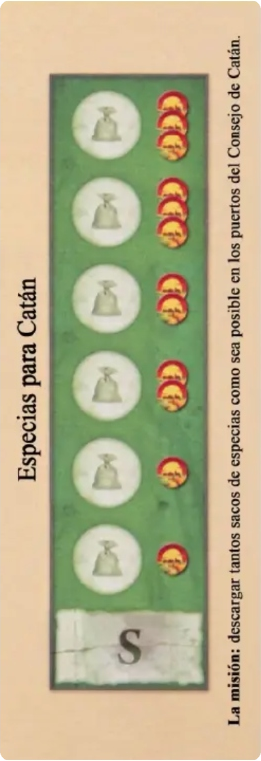 Especias para Catán
S
La misión: descargar tantos sacos de especias como sea posible en los puertos del Consejo de Catán.